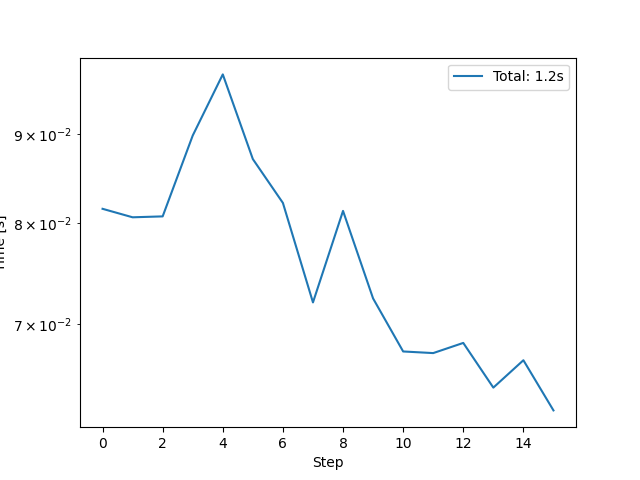 Total: 1.2s
9 × 10⁻²
8 × 10⁻²
7 × 10⁻²
Time [s]
0 2 4 6 8 10 12 14
Step